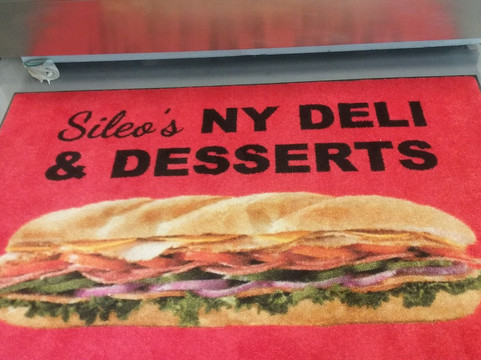 Sileo's NY DELI
& DESSERTS